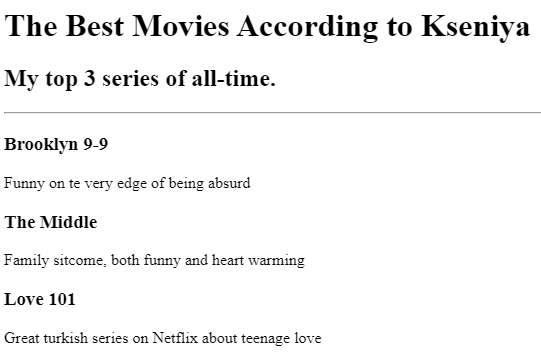 The Best Movies According to Kseniya
My top 3 series of all-time.
Brooklyn 9-9
Funny on te very edge of being absurd
The Middle
Family sitcome, both funny and heart warming
Love 101
Great turkish series on Netflix about teenage love